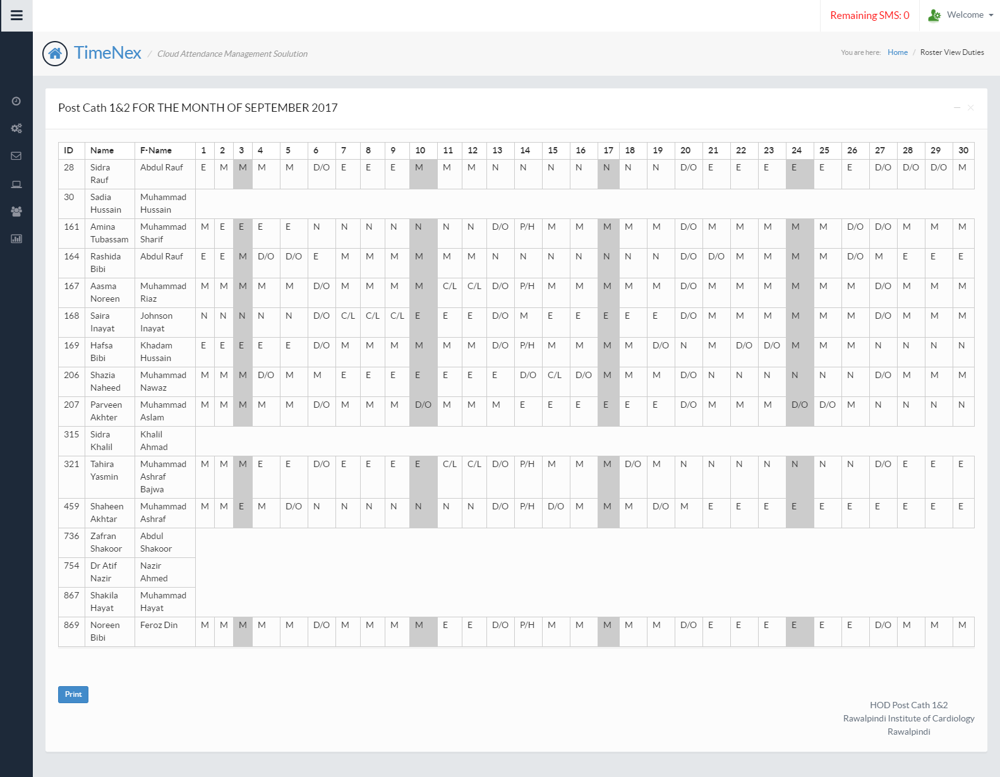 Remaining SMS: 0 Welcome
TimeNex / Cloud Attendance Management Soulution You are here: Home / Roster View Duties
Post Cath 1&2 FOR THE MONTH OF SEPTEMBER 2017
ID Name F-Name 1 2 3 4 5 6 7 8 9 10 11 12 13 14 15 16 17 18 19 20 21 22 23 24 25 26 27 28 29 30
28 Sidra Abdul Rauf E M M M M D/O E E E M M M N N N N N N N D/O E E E E E E D/O D/O D/O M
Rauf
30 Sadia Muhammad
Hussain Hussain
161 Amina Muhammad M E E E E N N N N N N N D/O P/H M M M M M D/O M M M M M D/O D/O M M M
Tubassam Sharif
164 Rashida Abdul Rauf E E M D/O D/O E M M M M M M N N N N N N N D/O D/O M M M M D/O M E E E
Bibi
167 Aasma Muhammad M M M M M D/O M M M M C/L C/L D/O P/H M M M M M D/O M M M M M M D/O M M M
Noreen Riaz
168 Saira Johnson N N N N N D/O C/L C/L C/L E E E D/O M E E E E E D/O M M M M M M D/O M M M
Inayat Inayat
169 Hafsa Khadam E E E E E D/O M M M M M M D/O P/H M M M M D/O N M D/O D/O M M M N N N N
Bibi Hussain
206 Shazia Muhammad M M M D/O M M E E E E E E E D/O C/L D/O M M M D/O N N N N N N D/O M M M
Naheed Nawaz
207 Parveen Muhammad M M M M M D/O M M M D/O M M M E E E E E E D/O M M M D/O D/O M N N N N
Akhter Aslam
315 Sidra Khalil
Khalil Ahmad
321 Tahira Muhammad M M M E E D/O E E E E C/L C/L D/O P/H M M M D/O M N N N N N N N D/O E E E
Yasmin Ashraf
Bajwa
459 Shaheen Muhammad M M E M D/O N N N N N N N D/O P/H D/O M M M D/O M E E E E E E E E E E
Akhtar Ashraf
736 Zafran Abdul
Shakoor Shakoor
754 Dr Atif Nazir
Nazir Ahmed
867 Shakila Muhammad
Hayat Hayat
869 Noreen Feroz Din M M M M M D/O M M M M E E D/O P/H M M M M M D/O E E E E E E D/O M M M
Bibi
Print
HOD Post Cath 1&2
Rawalpindi Institute of Cardiology
Rawalpindi